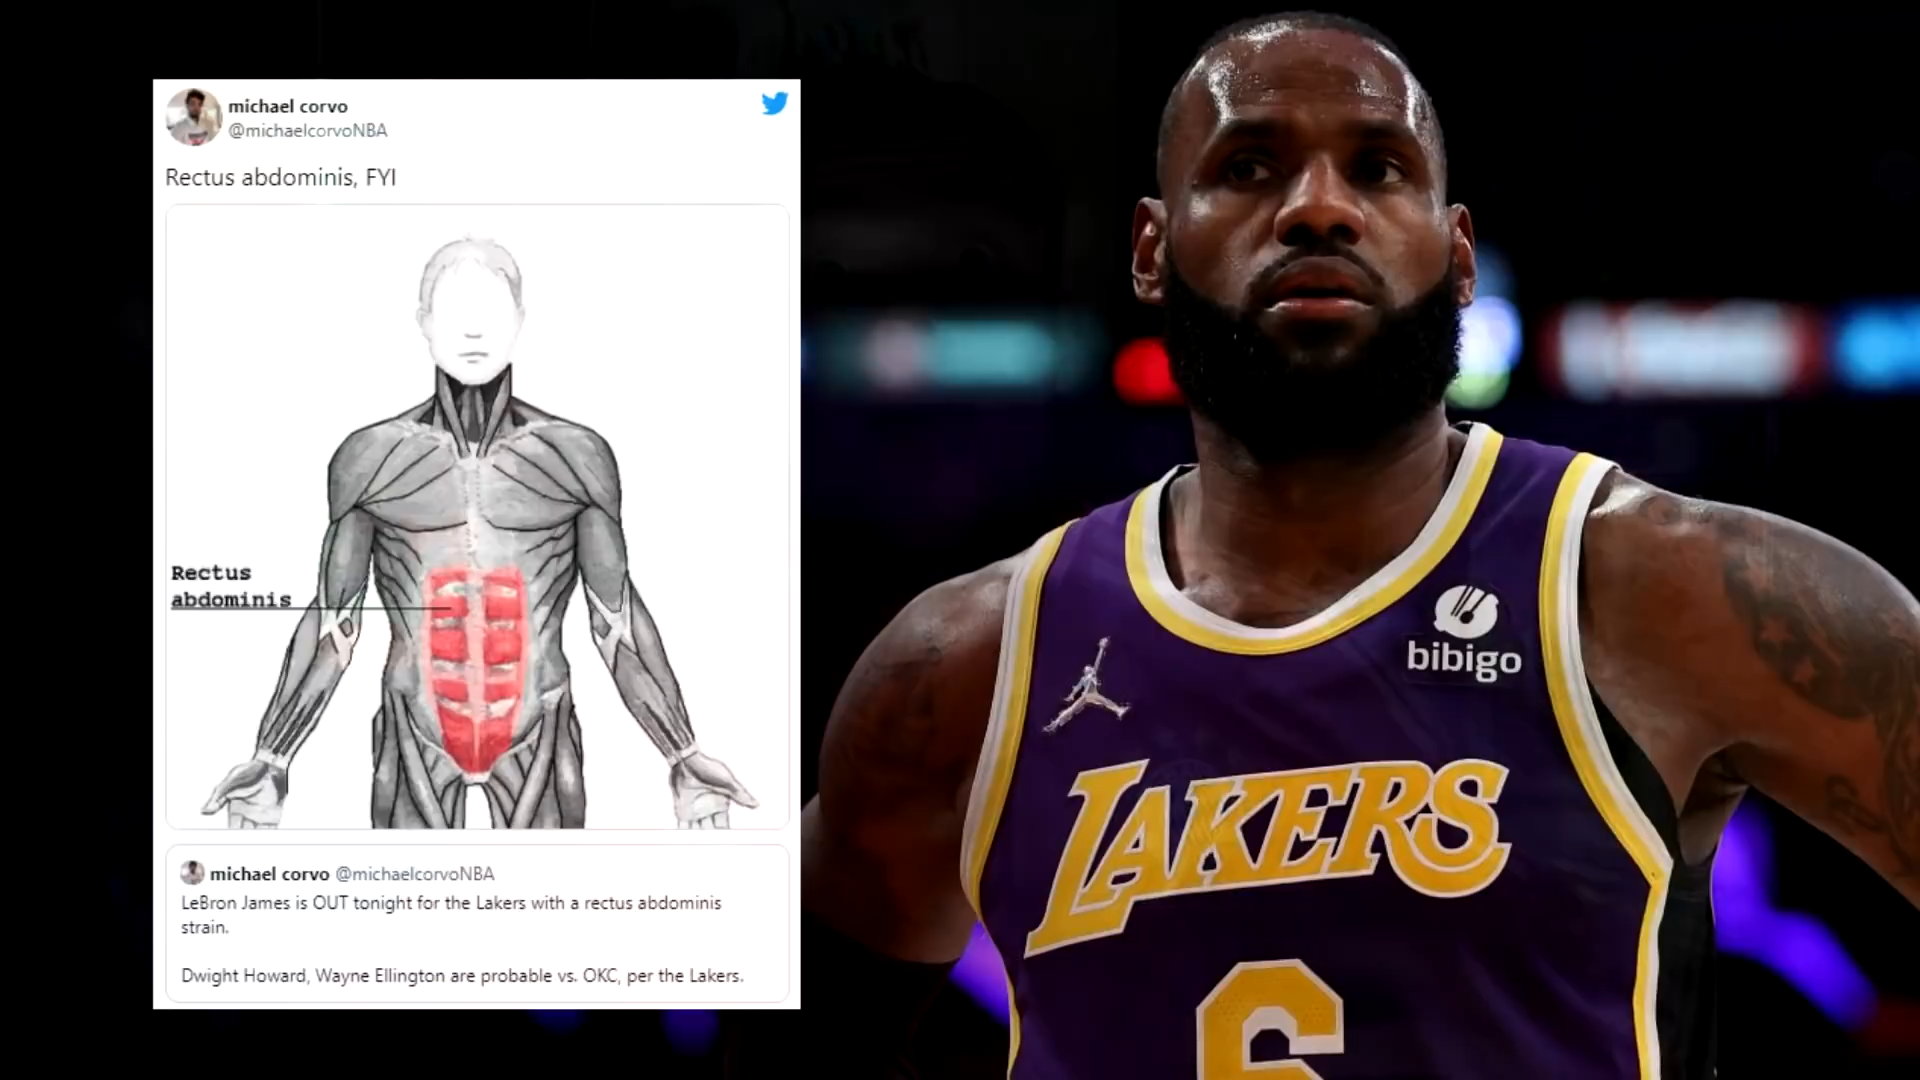 michael corvo
@michaelcorvoNBA
Rectus abdominis, FYI
Rectus
abdominis
michael corvo @michaelcorvoNBA
LeBron James is OUT tonight for the Lakers with a rectus abdominis
strain.
Dwight Howard, Wayne Ellington are probable vs. OKC, per the Lakers.
bibigo
LAKERS
6